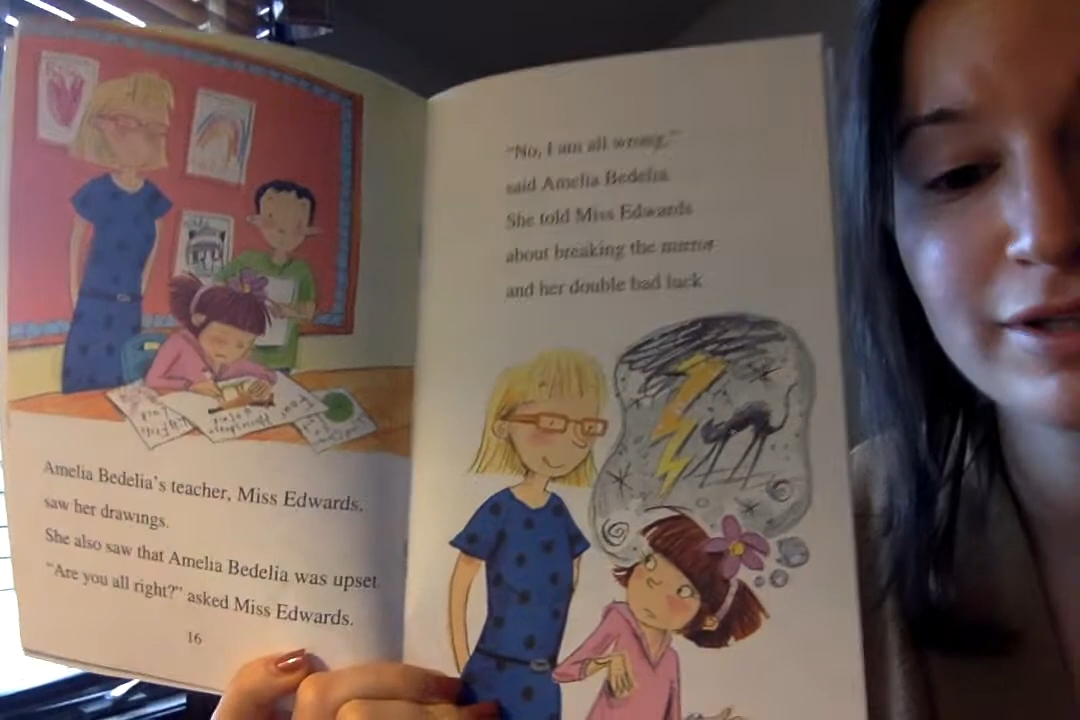 Amelia Bedelia's teacher, Miss Edwards,
saw her drawings.
She also saw that Amelia Bedelia was upset.
"Are you all right?" asked Miss Edwards.
16
"No, I am all wrong,"
said Amelia Bedelia.
She told Miss Edwards
about breaking the mirror
and her double bad luck.